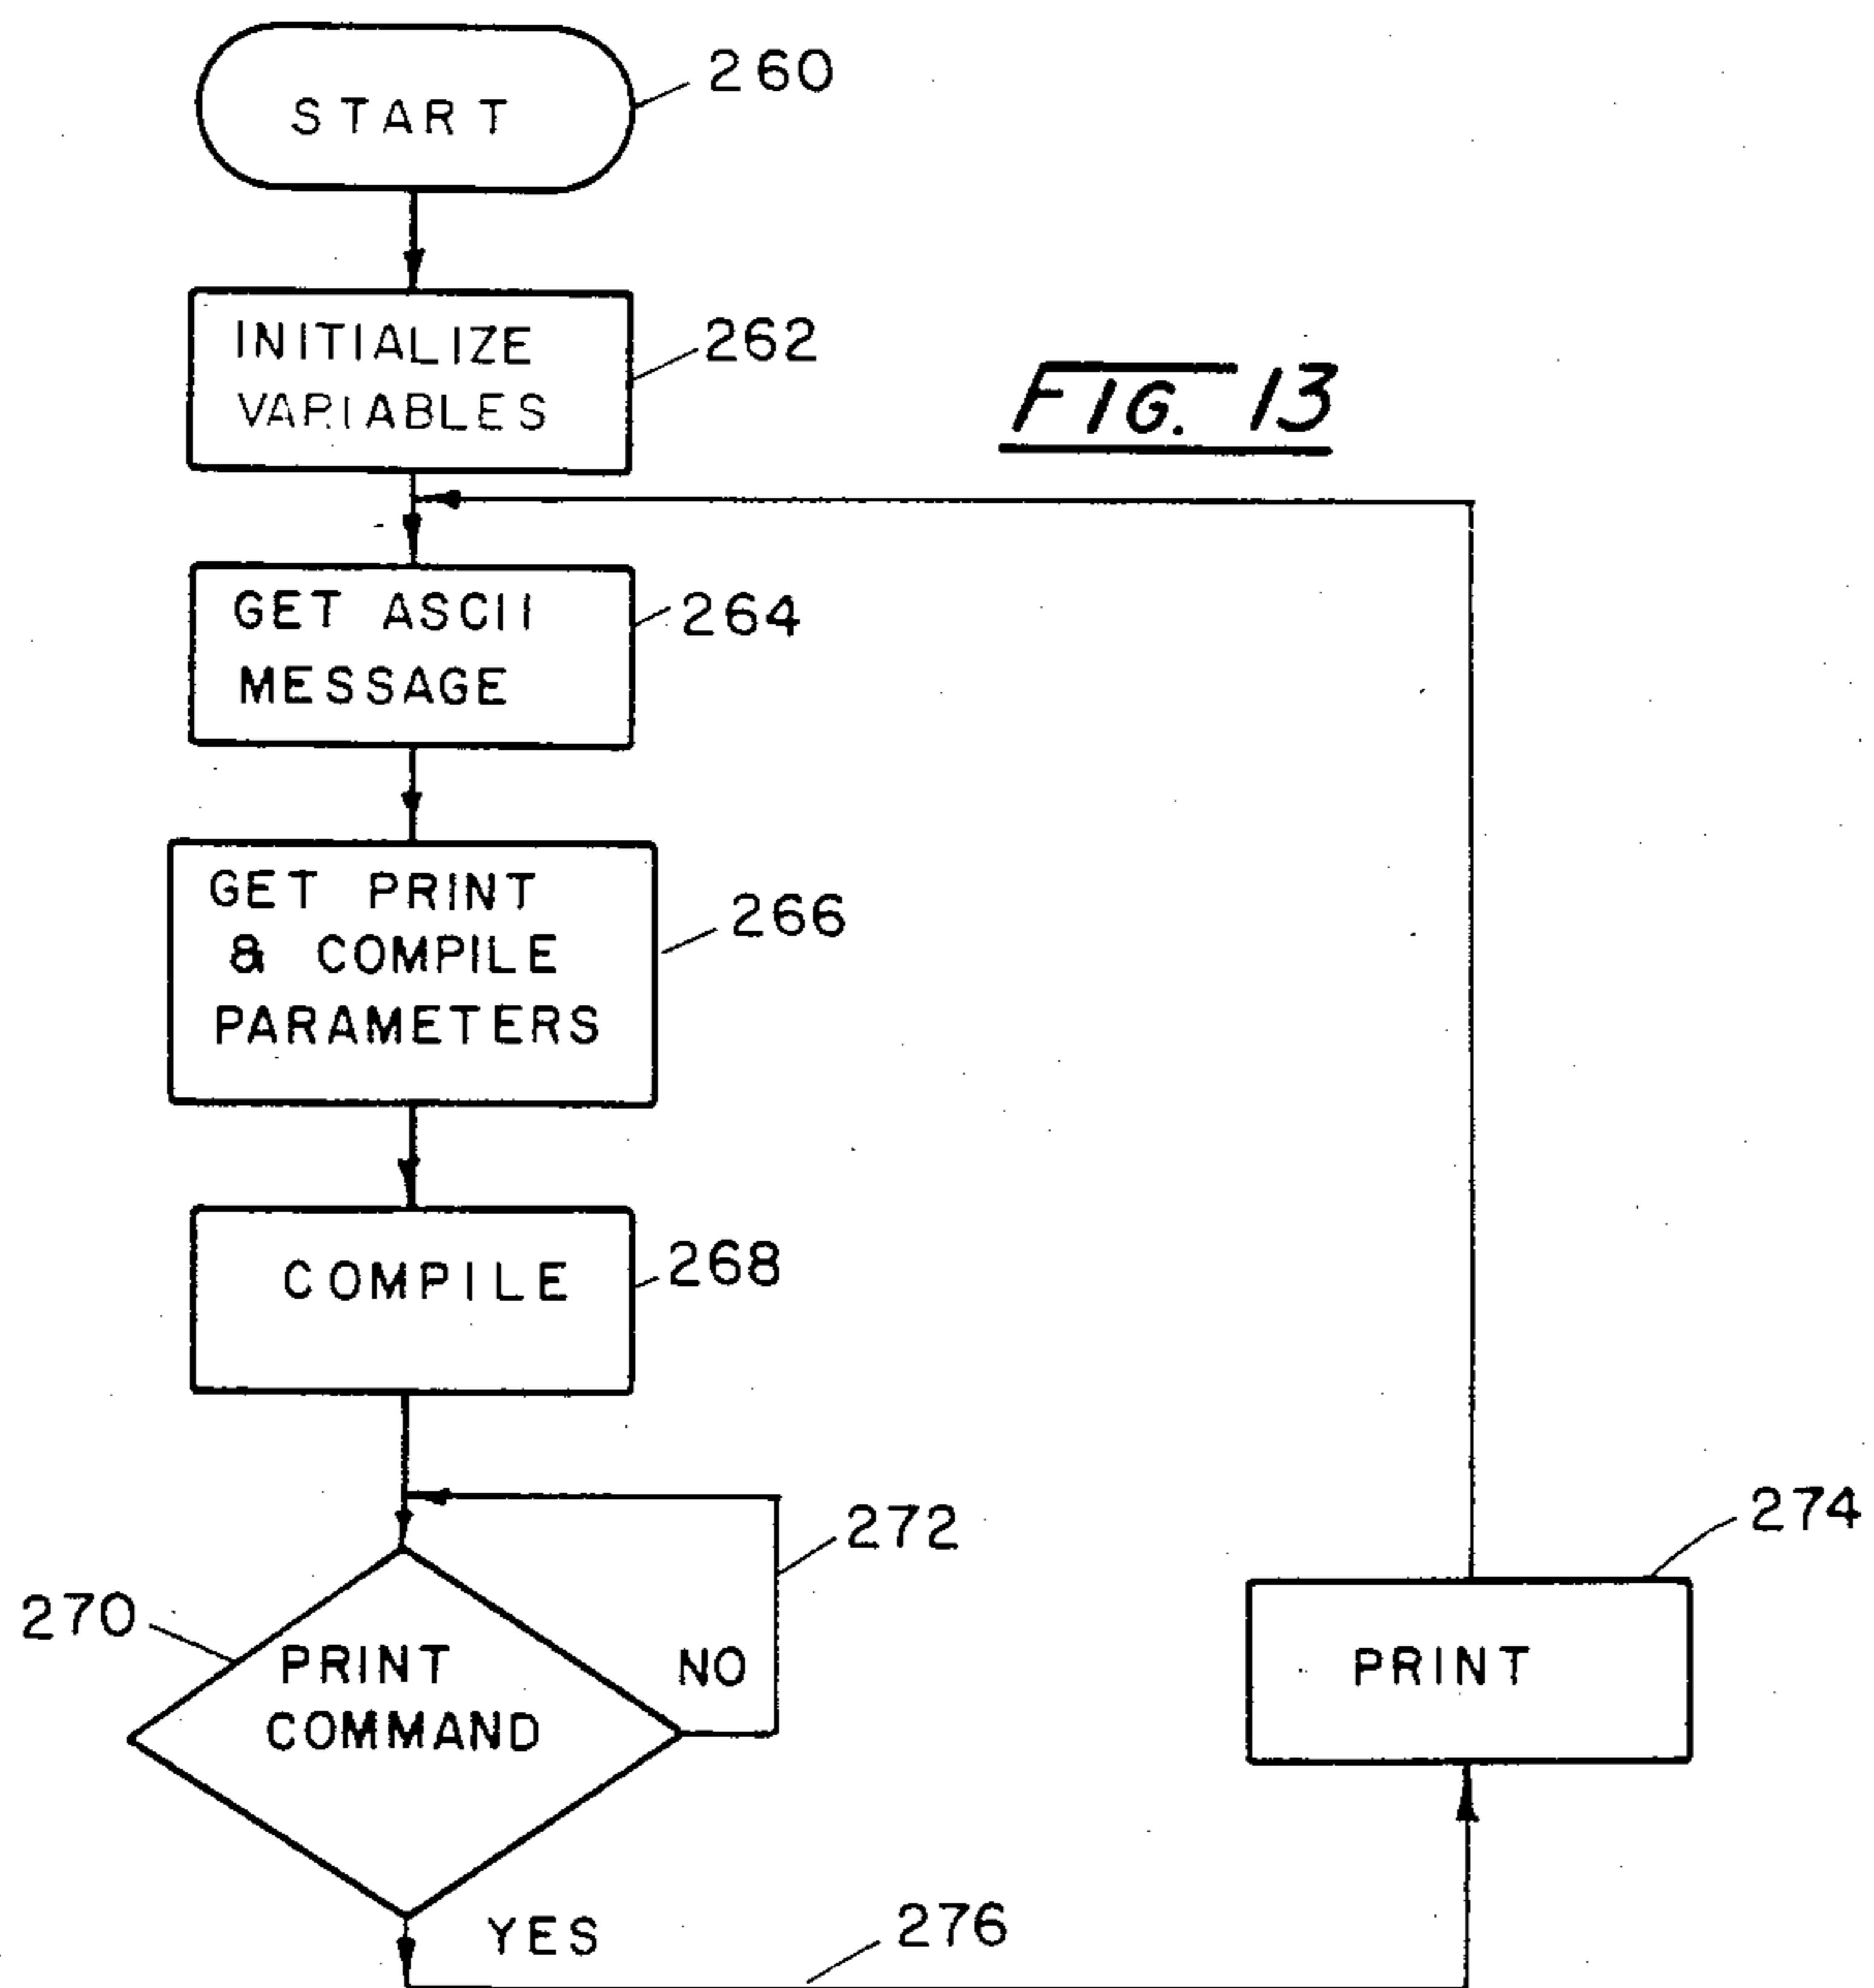 START
260
INITIALIZE
VARIABLES
262
FIG. 13
GET ASCII
MESSAGE
264
GET PRINT
& COMPILE
PARAMETERS
266
COMPILE
268
272
270
PRINT
COMMAND
NO
274
PRINT
YES
276